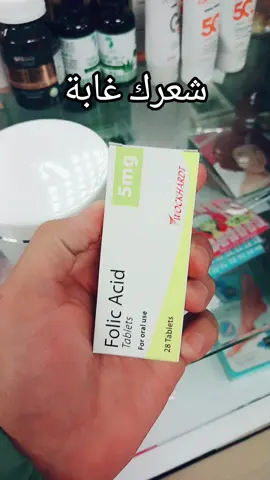 شعرك غابة
5mg
WOCKHARDT
Folic Acid
Tablets
For oral use
28 Tablets